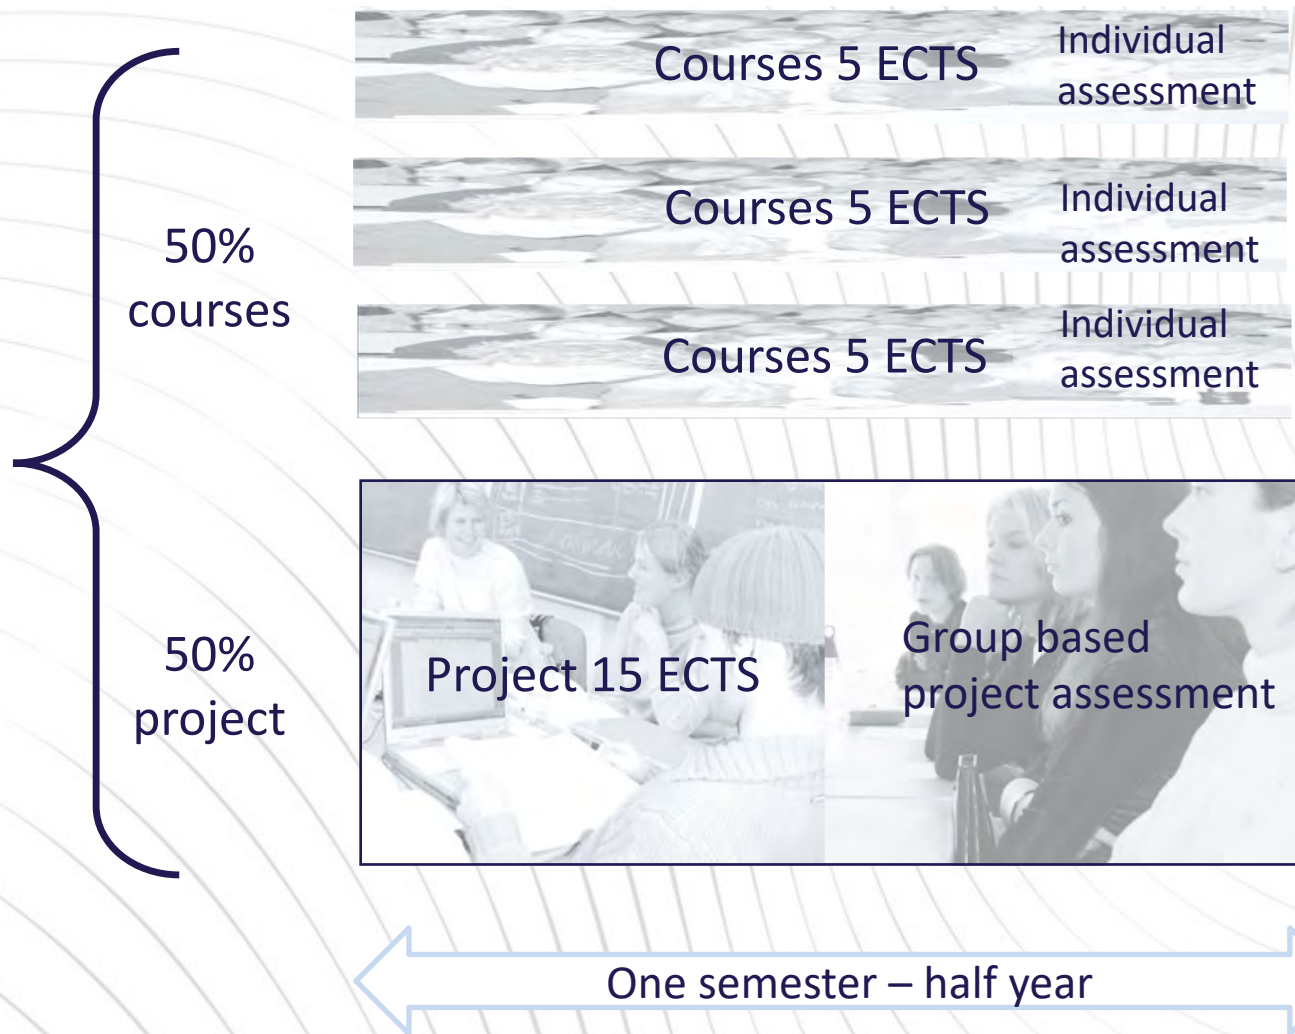 Courses 5 ECTS
Individual
assessment
50%
courses
Courses 5 ECTS
Individual
assessment
Courses 5 ECTS
Individual
assessment
50%
project
Project 15 ECTS
Group based
project assessment
One semester – half year